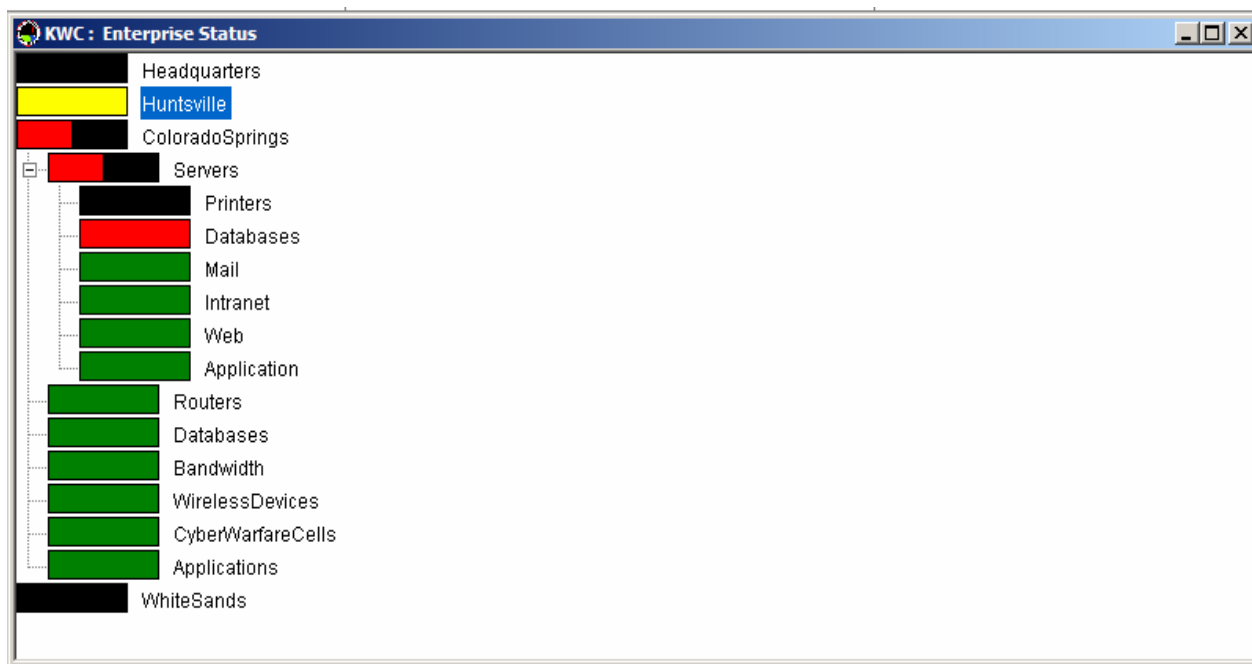 KWC : Enterprise Status
Headquarters
Huntsville
ColoradoSprings
Servers
Printers
Databases
Mail
Intranet
Web
Application
Routers
Databases
Bandwidth
WirelessDevices
CyberWarfareCells
Applications
WhiteSands